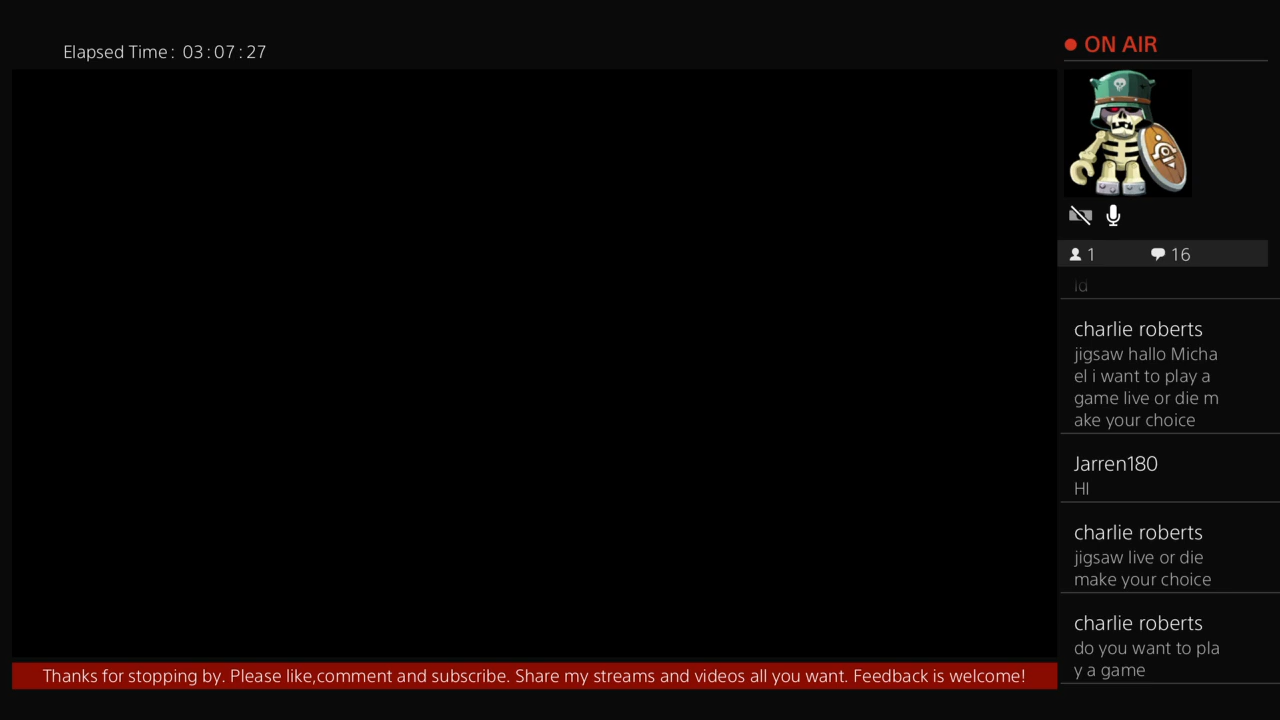 Elapsed Time: 03:07:27
ON AIR
1 16
ld
charlie roberts
jigsaw hallo Micha
el i want to play a
game live or die m
ake your choice
Jarren180
HI
charlie roberts
jigsaw live or die
make your choice
charlie roberts
do you want to pla
y a game
Thanks for stopping by. Please like,comment and subscribe. Share my streams and videos all you want. Feedback is welcome!